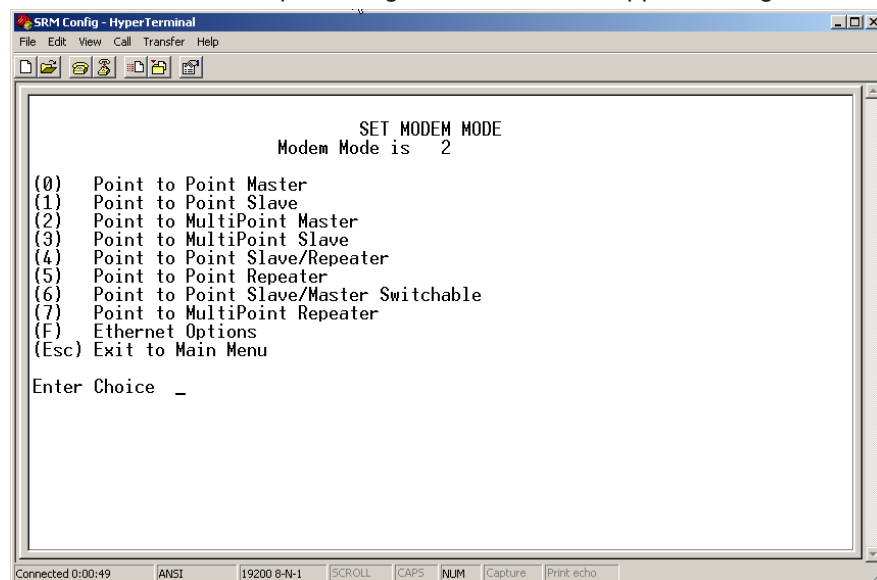 SRM Config - HyperTerminal
File Edit View Call Transfer Help
SET MODEM MODE
Modem Mode is 2
(0) Point to Point Master
(1) Point to Point Slave
(2) Point to MultiPoint Master
(3) Point to MultiPoint Slave
(4) Point to Point Slave/Repeater
(5) Point to Point Repeater
(6) Point to Point Slave/Master Switchable
(7) Point to MultiPoint Repeater
(F) Ethernet Options
(Esc) Exit to Main Menu
Enter Choice _
Connected 0:00:49 ANSI 19200 8-N-1 SCROLL CAPS NUM Capture Print echo